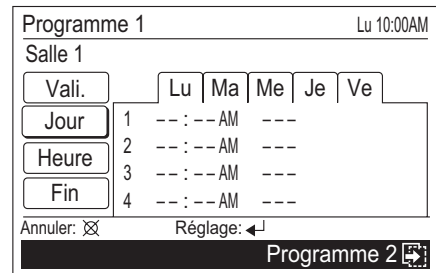 Programme 1 Lu 10:00AM
Salle 1
Vali. Lu Ma Me Je Ve
Jour 1 --:--AM ---
Heure 2 --:--AM ---
3 --:--AM ---
Fin 4 --:--AM ---
Annuler: Réglage:
Programme 2